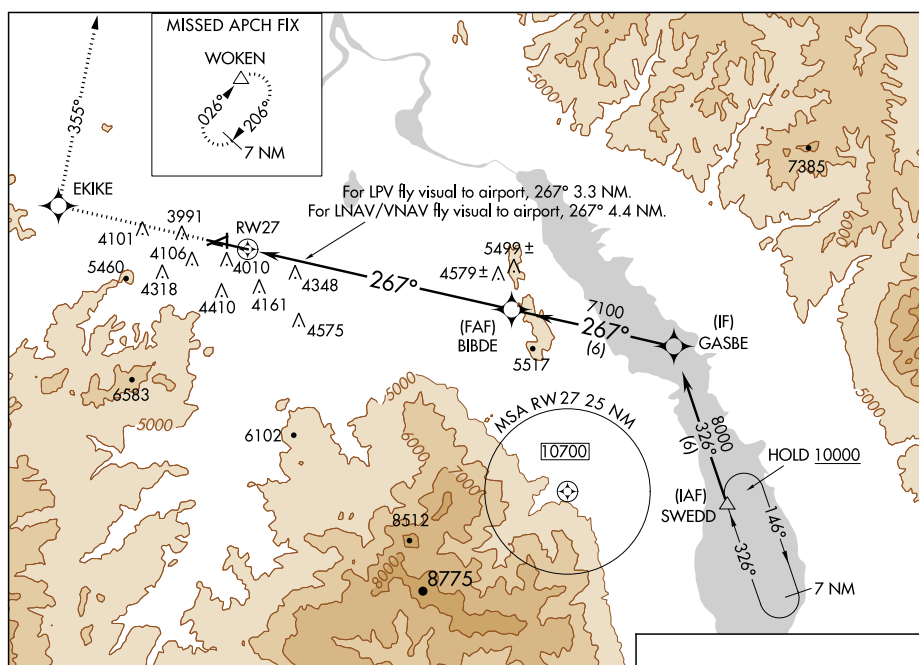 MISSED APCH FIX
WOKEN
026°
206°
7 NM
355°
EKIKE
7385
5000
6000
For LPV fly visual to airport, 267° 3.3 NM.
For LNAV/VNAV fly visual to airport, 267° 4.4 NM.
3991
RW27
4101
4106
4010
5460
4318
4348
4410
4161
4575
267°
5499 ±
4579 ±
7100
267°
(6)
(FAF)
BIBDE
(IF)
GASBE
5517
6583
5000
6102
5000
7000
MSA RW27 25 NM
10700
8000
326°
(6)
HOLD 10000
(IAF)
SWEDD
146°
326°
7 NM
8512
8000
8775
5000